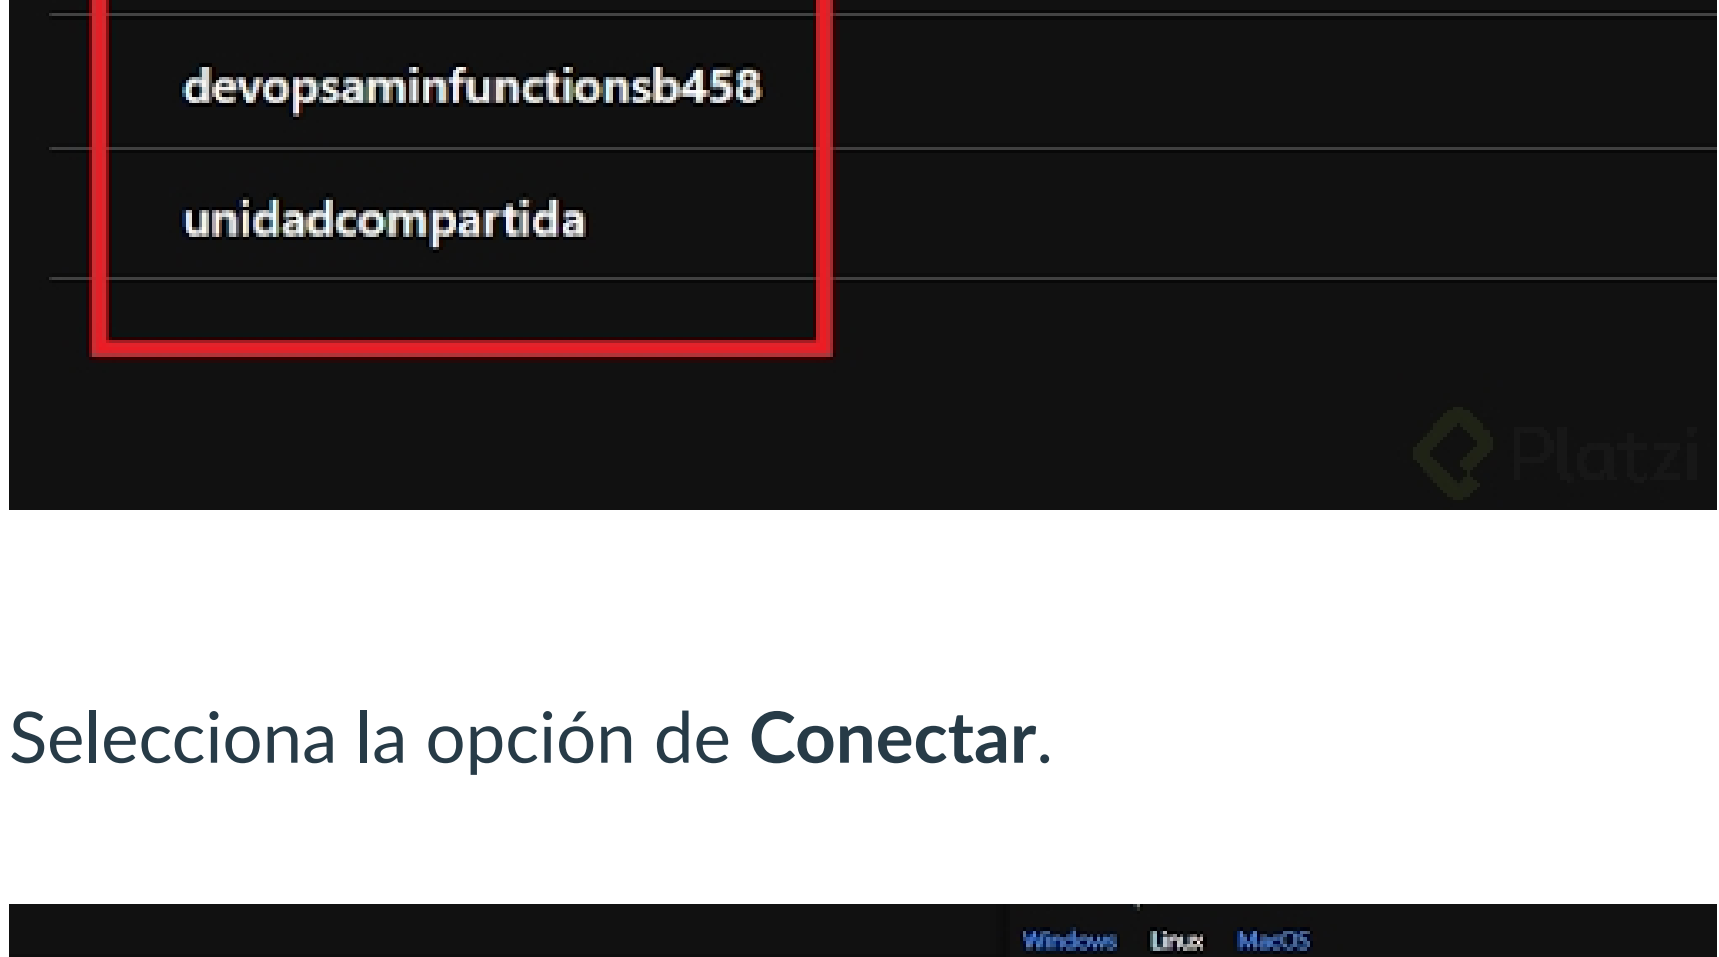 devopsaminfunctionsb458
unidadcompartida
Platzi
Selecciona la opción de Conectar.
Windows Linux MacOS